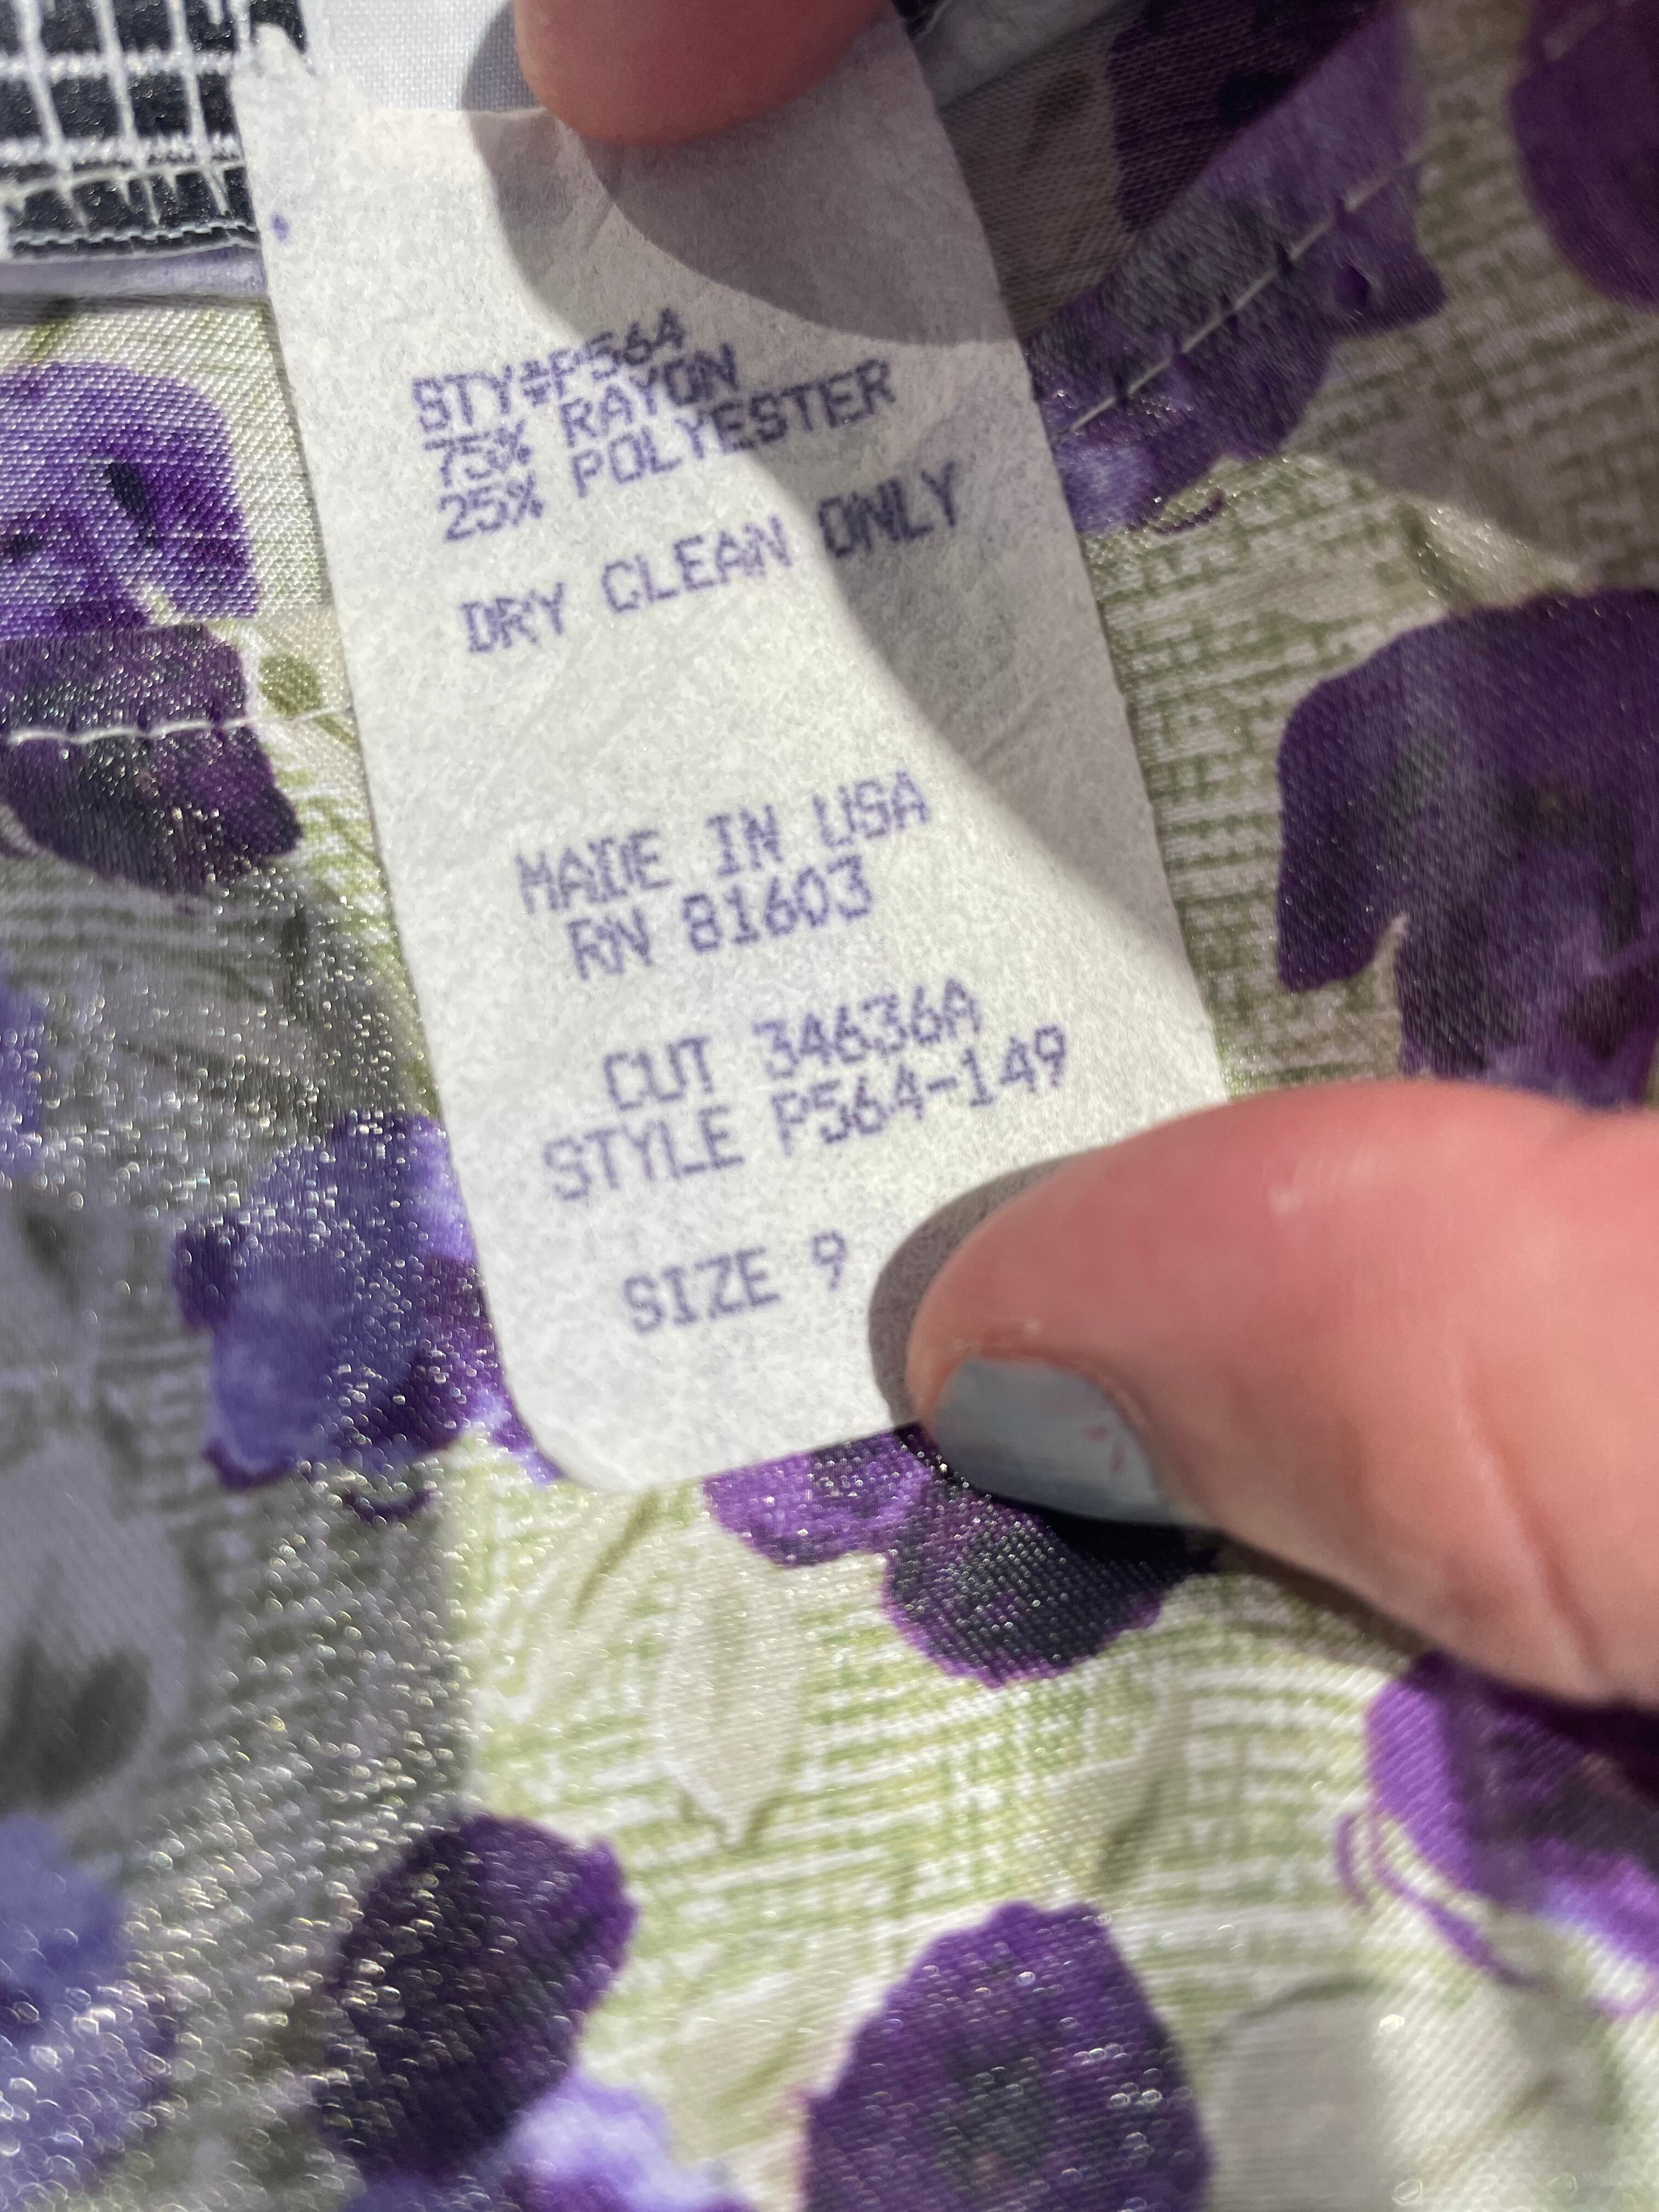 STY#P564
75% RAYON
25% POLYESTER
DRY CLEAN ONLY
MADE IN USA
RN 81603
CUT 34636A
STYLE P564-149
SIZE 9